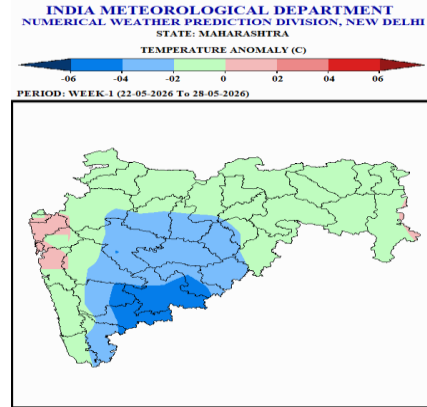 INDIA METEOROLOGICAL DEPARTMENT
NUMERICAL WEATHER PREDICTION DIVISION, NEW DELHI
STATE: MAHARASHTRA
TEMPERATURE ANOMALY (C)
-06 -04 -02 0 02 04 06
PERIOD: WEEK-1 (22-05-2026 To 28-05-2026)